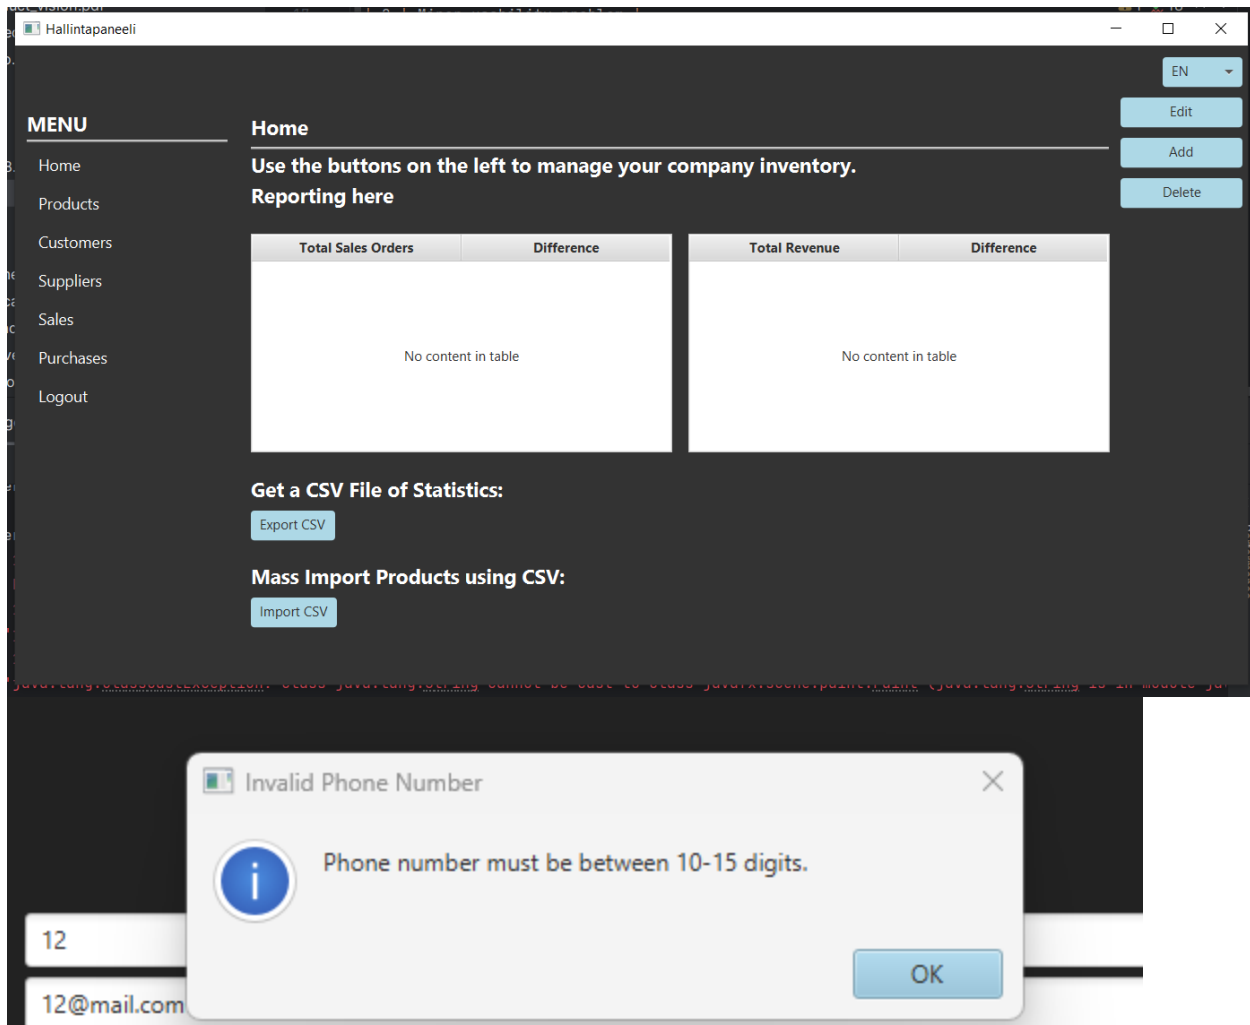 Hallintapaneeli
EN
Edit
Add
Delete
MENU
Home
Products
Customers
Suppliers
Sales
Purchases
Logout
Home
Use the buttons on the left to manage your company inventory.
Reporting here
Total Sales Orders Difference
No content in table
Total Revenue Difference
No content in table
Get a CSV File of Statistics:
Export CSV
Mass Import Products using CSV:
Import CSV
Invalid Phone Number
Phone number must be between 10-15 digits.
OK
12
12@mail.com